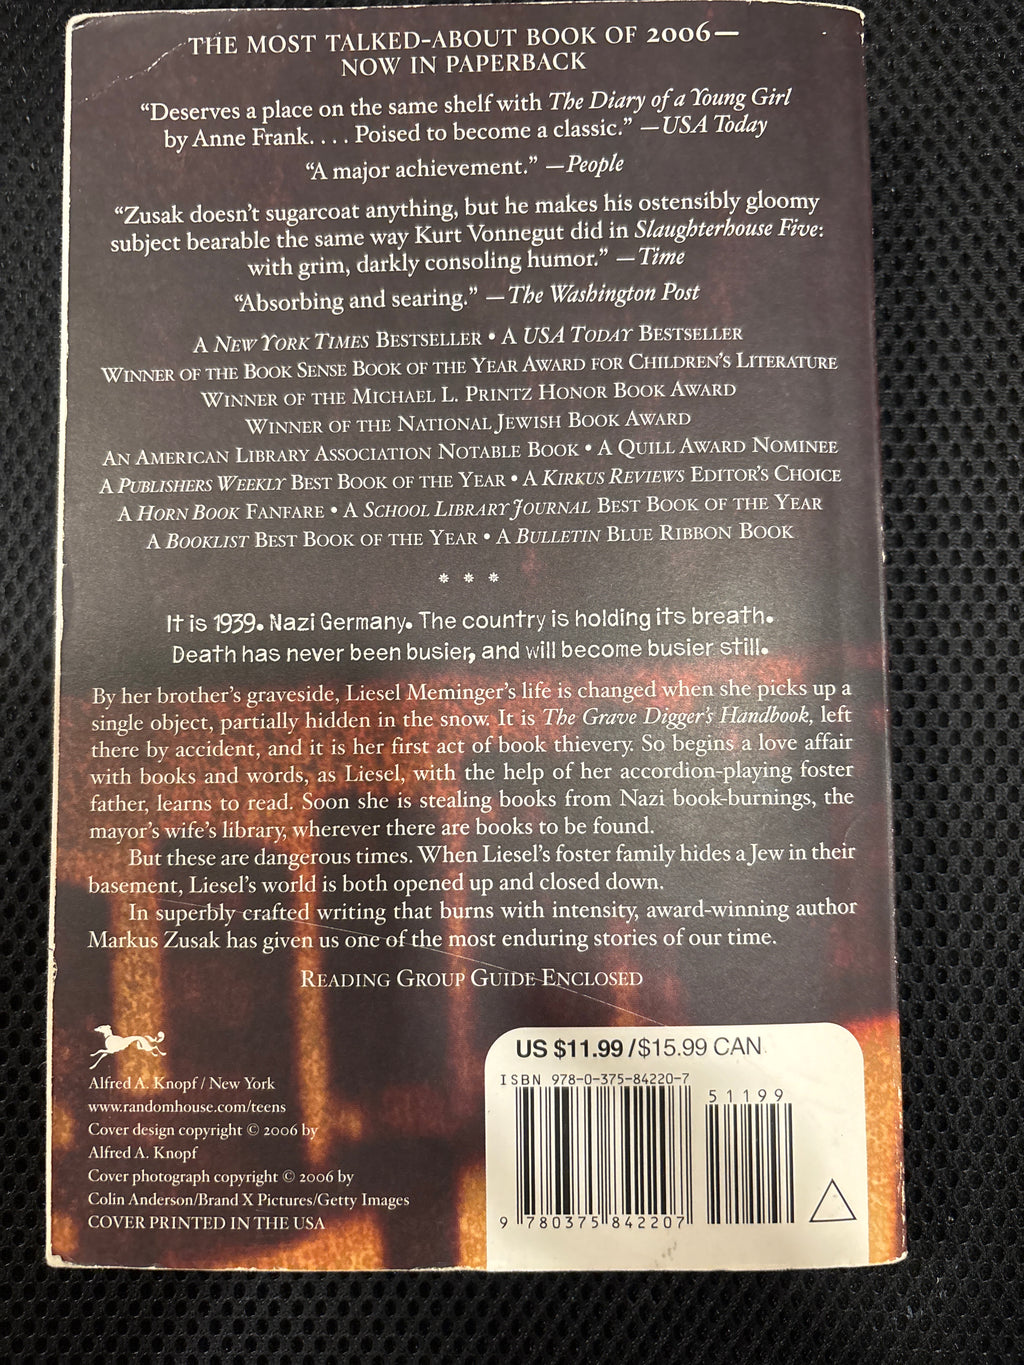 THE MOST TALKED-ABOUT BOOK OF 2006—
NOW IN PAPERBACK
“Deserves a place on the same shelf with The Diary of a Young Girl
by Anne Frank. . . . Poised to become a classic.” —USA Today
“A major achievement.” —People
“Zusak doesn’t sugarcoat anything, but he makes his ostensibly gloomy
subject bearable the same way Kurt Vonnegut did in Slaughterhouse Five:
with grim, darkly consoling humor.” —Time
“Absorbing and searing.” —The Washington Post
A NEW YORK TIMES BESTSELLER • A USA TODAY BESTSELLER
WINNER OF THE BOOK SENSE BOOK OF THE YEAR AWARD FOR CHILDREN’S LITERATURE
WINNER OF THE MICHAEL L. PRINTZ HONOR BOOK AWARD
WINNER OF THE NATIONAL JEWISH BOOK AWARD
AN AMERICAN LIBRARY ASSOCIATION NOTABLE BOOK • A QUILL AWARD NOMINEE
A PUBLISHERS WEEKLY BEST BOOK OF THE YEAR • A KIRKUS REVIEWS EDITOR’S CHOICE
A HORN BOOK FANFARE • A SCHOOL LIBRARY JOURNAL BEST BOOK OF THE YEAR
A BOOKLIST BEST BOOK OF THE YEAR • A BULLETIN BLUE RIBBON BOOK
* * *
It is 1939. Nazi Germany. The country is holding its breath.
Death has never been busier, and will become busier still.
By her brother’s graveside, Liesel Meminger’s life is changed when she picks up a
single object, partially hidden in the snow. It is The Grave Digger’s Handbook, left
there by accident, and it is her first act of book thievery. So begins a love affair
with books and words, as Liesel, with the help of her accordion-playing foster
father, learns to read. Soon she is stealing books from Nazi book-burnings, the
mayor’s wife’s library, wherever there are books to be found.
But these are dangerous times. When Liesel’s foster family hides a Jew in their
basement, Liesel’s world is both opened up and closed down.
In superbly crafted writing that burns with intensity, award-winning author
Markus Zusak has given us one of the most enduring stories of our time.
READING GROUP GUIDE ENCLOSED
Alfred A. Knopf / New York
www.randomhouse.com/teens
Cover design copyright © 2006 by
Alfred A. Knopf
Cover photograph copyright © 2006 by
Colin Anderson/Brand X Pictures/Getty Images
COVER PRINTED IN THE USA
US $11.99 / $15.99 CAN
ISBN 978-0-375-84220-7
51199
9 780375 842207